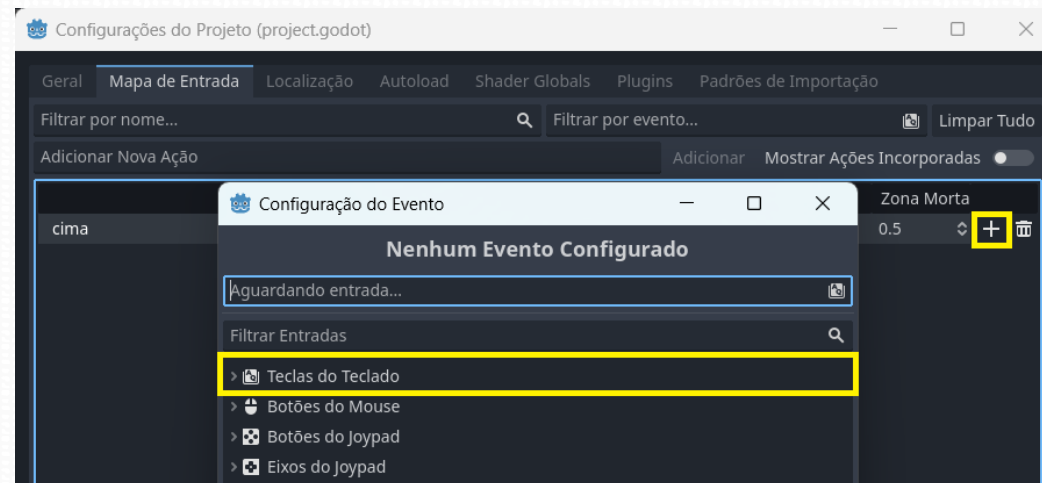 Configurações do Projeto (project.godot)
Geral Mapa de Entrada Localização Autoload Shader Globals Plugins Padrões de Importação
Filtrar por nome... Filtrar por evento... Limpar Tudo
Adicionar Nova Ação Adicionar Mostrar Ações Incorporadas
Configuração do Evento Zona Morta
cima 0.5
Nenhum Evento Configurado
Aguardando entrada...
Filtrar Entradas
Teclas do Teclado
Botões do Mouse
Botões do Joypad
Eixos do Joypad